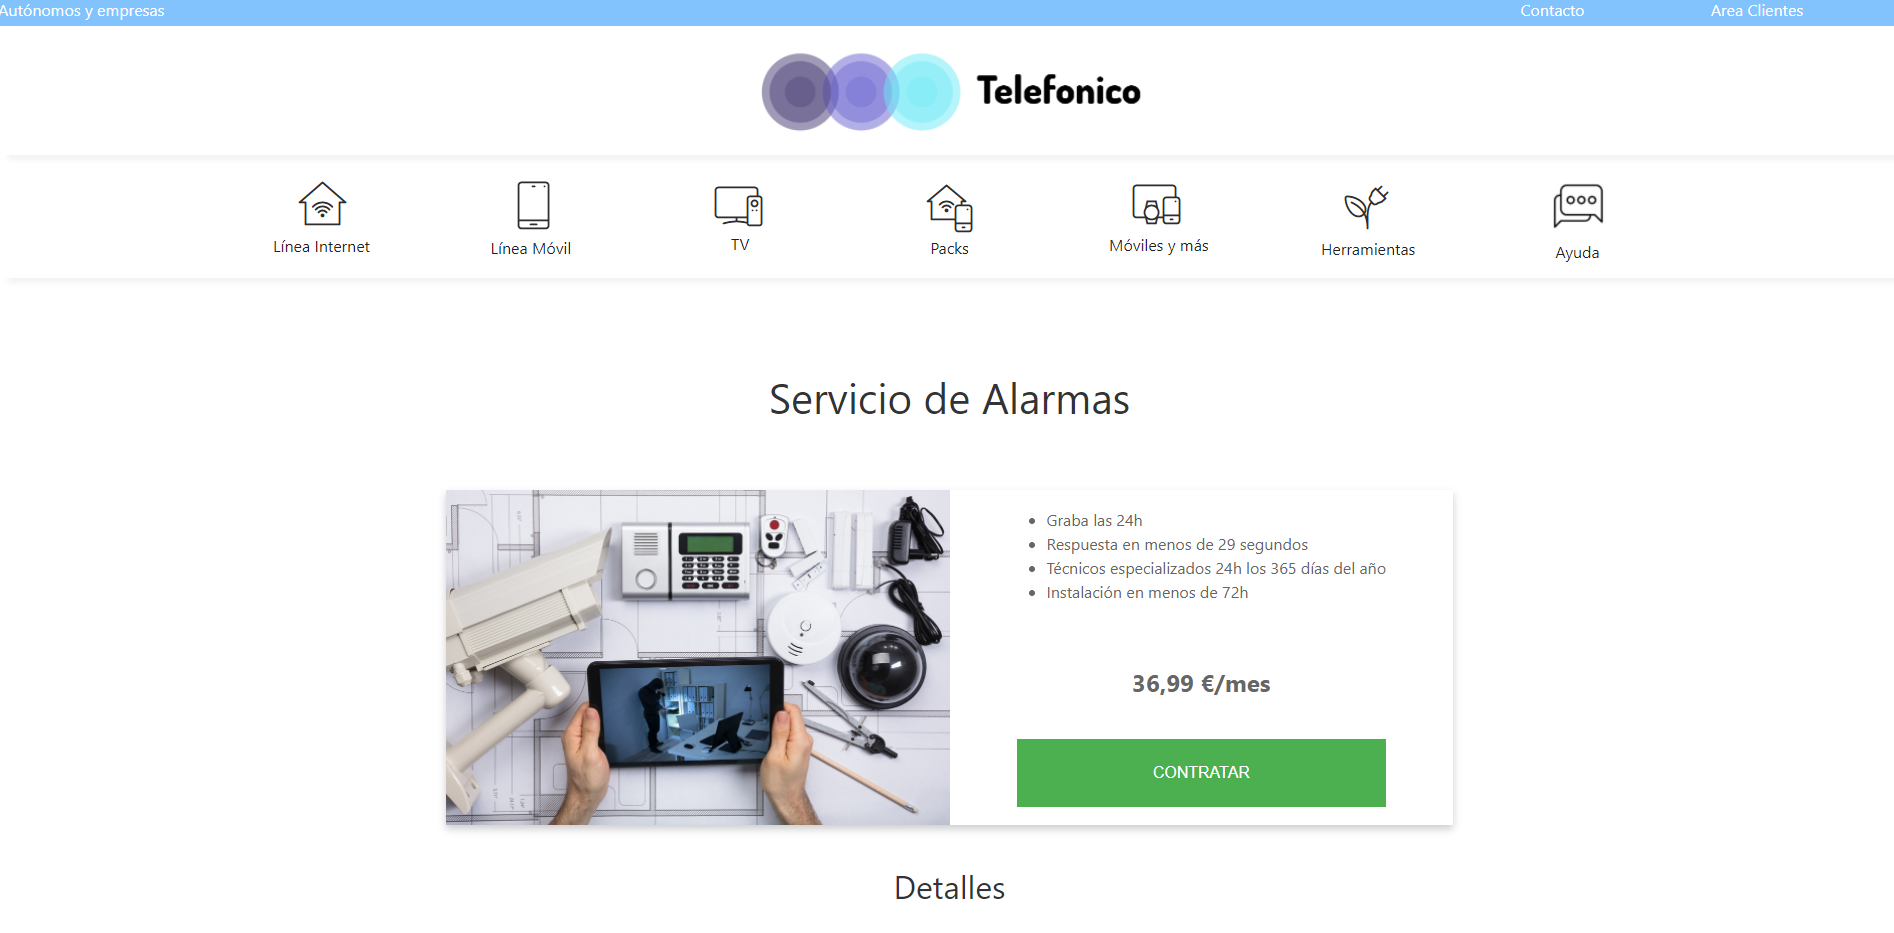 Autónomos y empresas
Contacto
Area Clientes
Telefonico
Línea Internet
Línea Móvil
TV
Packs
Móviles y más
Herramientas
Ayuda
Servicio de Alarmas
Graba las 24h
Respuesta en menos de 29 segundos
Técnicos especializados 24h los 365 días del año
Instalación en menos de 72h
36,99 €/mes
CONTRATAR
Detalles